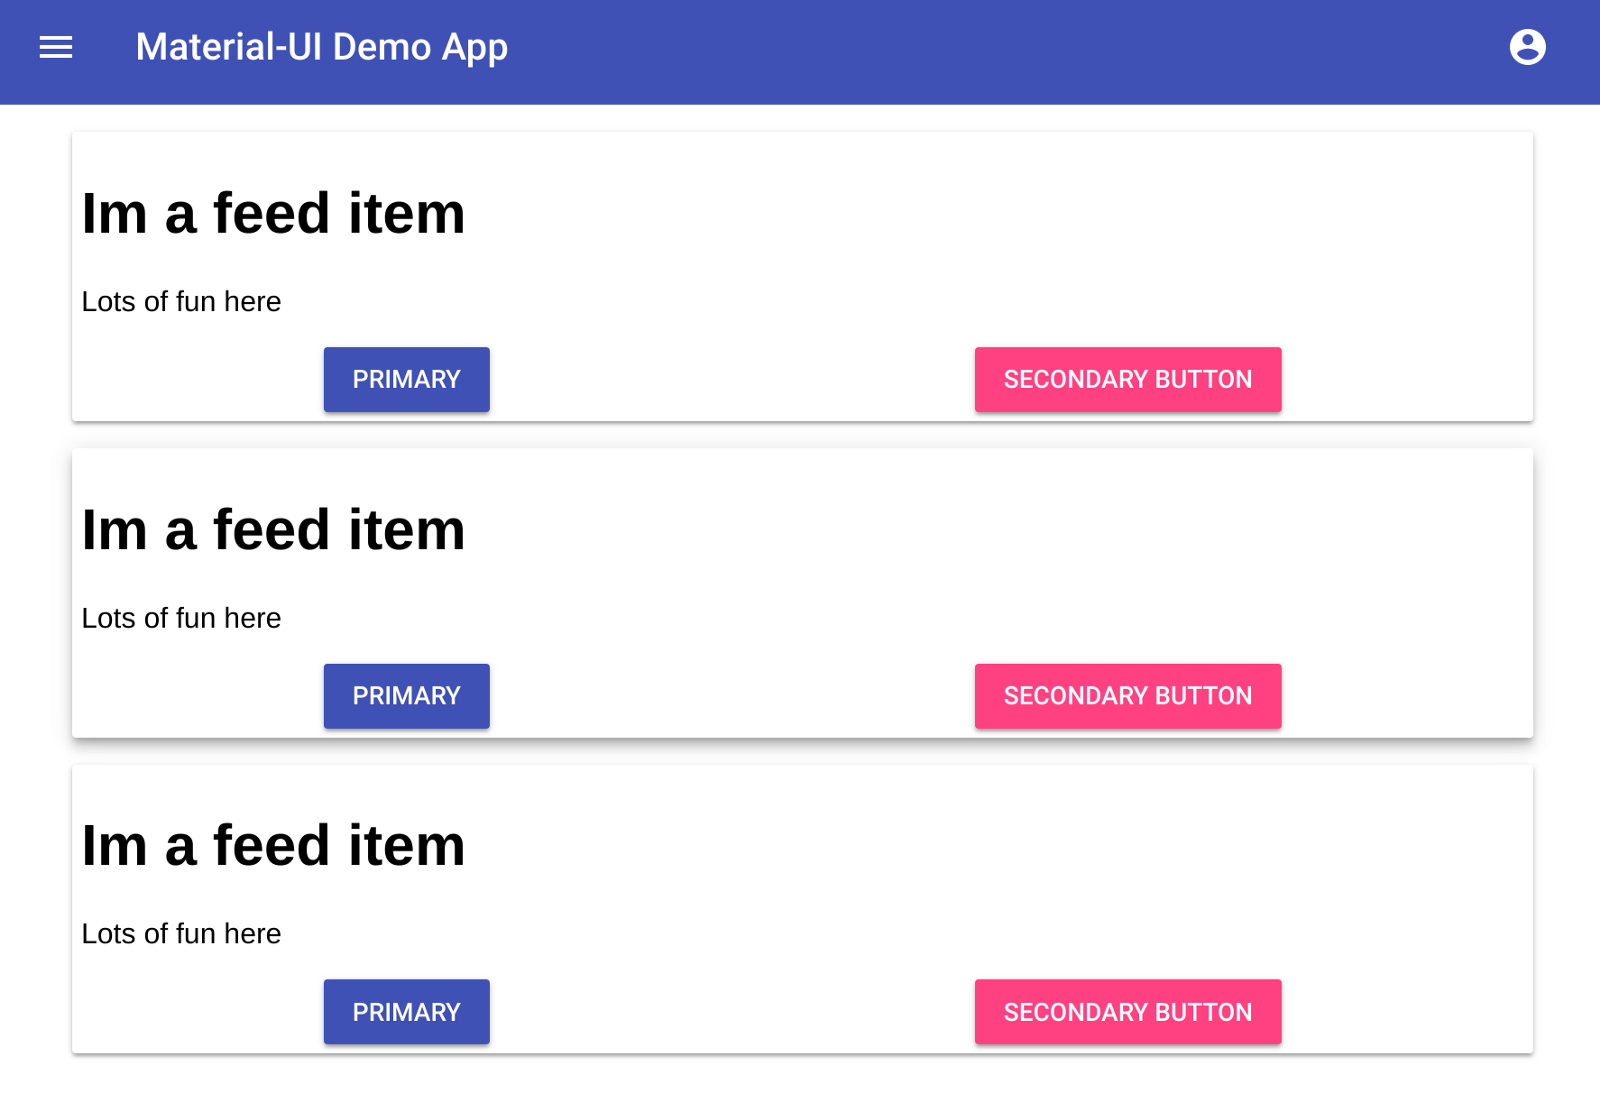 Material-UI Demo App
Im a feed item
Lots of fun here
PRIMARY
SECONDARY BUTTON
Im a feed item
Lots of fun here
PRIMARY
SECONDARY BUTTON
Im a feed item
Lots of fun here
PRIMARY
SECONDARY BUTTON